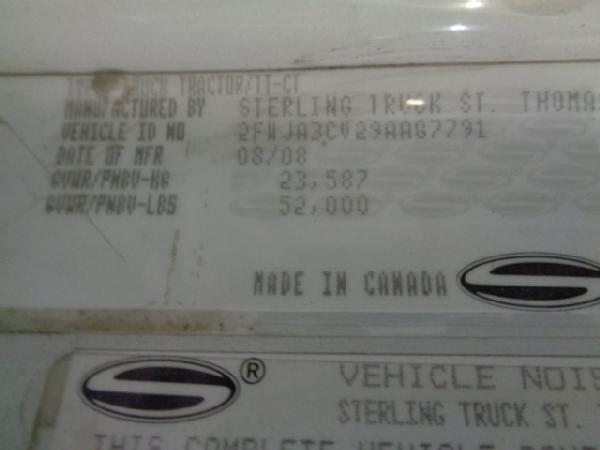 TRUCK TRACTOR/TT-CT
MANUFACTURED BY STERLING TRUCK ST. THOMAS
VEHICLE ID NO 2FWJA3CV29AAG7791
DATE OF MFR 08/08
GVWR/PNBV-KG 23,587
GVWR/PNBV-LBS 52,000
MADE IN CANADA
® VEHICLE NOIS
STERLING TRUCK ST.
THIS COMPLETE VEHICLE